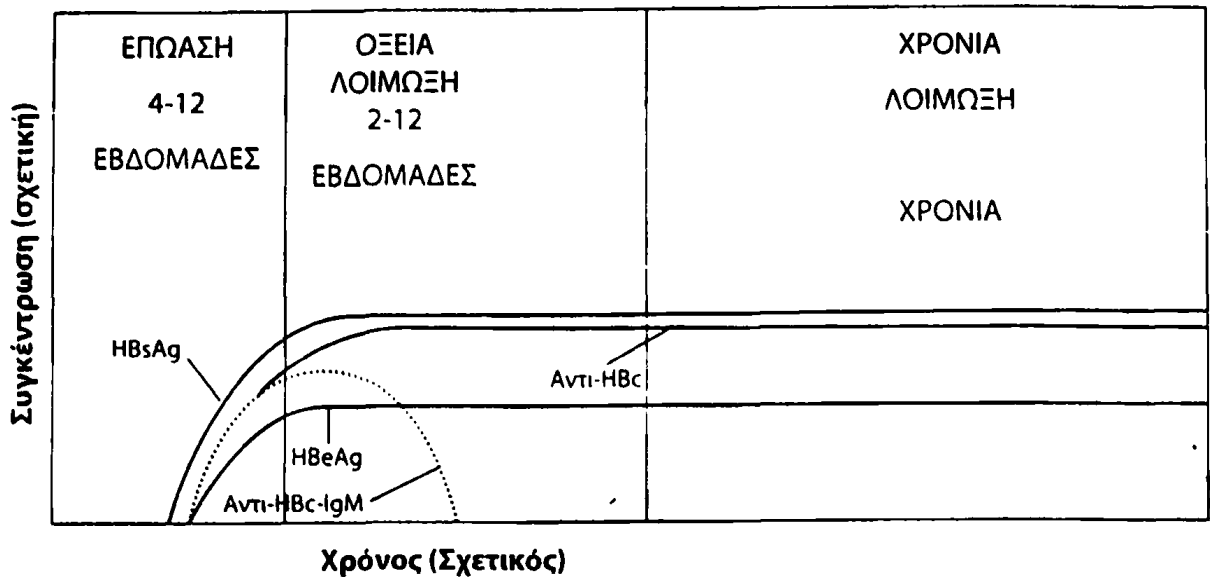 ΕΠΩΑΣΗ
4-12
ΕΒΔΟΜΑΔΕΣ
ΟΞΕΙΑ
ΛΟΙΜΩΞΗ
2-12
ΕΒΔΟΜΑΔΕΣ
ΧΡΟΝΙΑ
ΛΟΙΜΩΞΗ
ΧΡΟΝΙΑ
Συγκέντρωση (σχετική)
HBsAg
Αντι-HBc
HBeAg
Αντι-HBc-IgM
Χρόνος (Σχετικός)